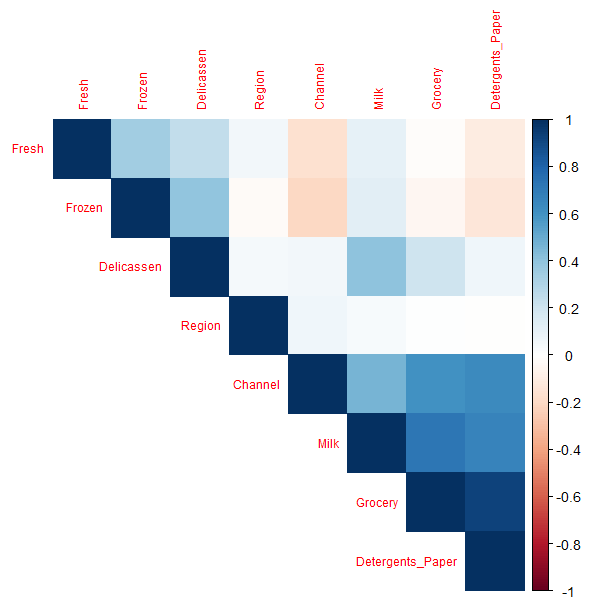 Fresh
Frozen
Delicassen
Region
Channel
Milk
Grocery
Detergents_Paper
Fresh
Frozen
Delicassen
Region
Channel
Milk
Grocery
Detergents_Paper
1
0.8
0.6
0.4
0.2
0
-0.2
-0.4
-0.6
-0.8
-1